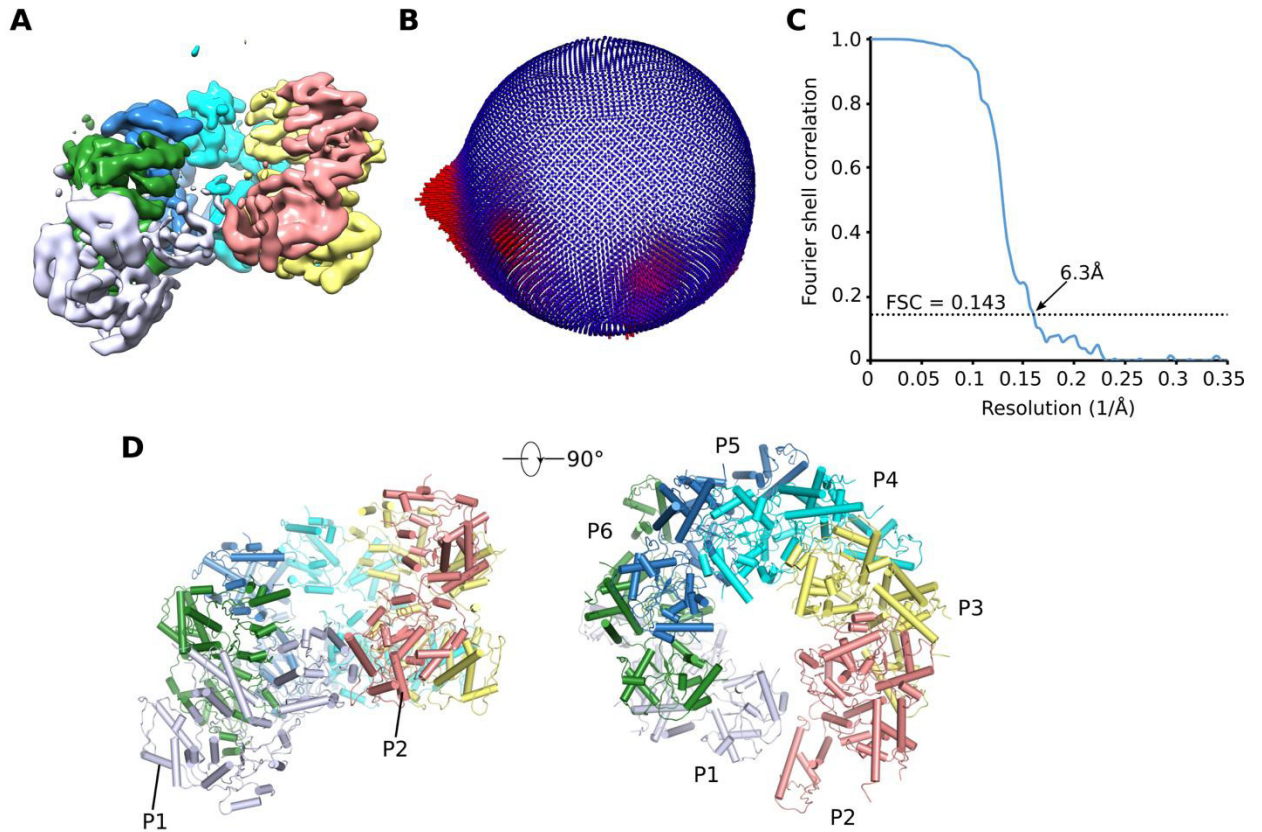 A
B
C
1.0
0.8
0.6
0.4
0.2
0
Fourier shell correlation
FSC = 0.143
6.3Å
0 0.05 0.1 0.15 0.2 0.25 0.3 0.35
Resolution (1/Å)
D
90°
P1
P2
P5
P4
P6
P3
P1
P2